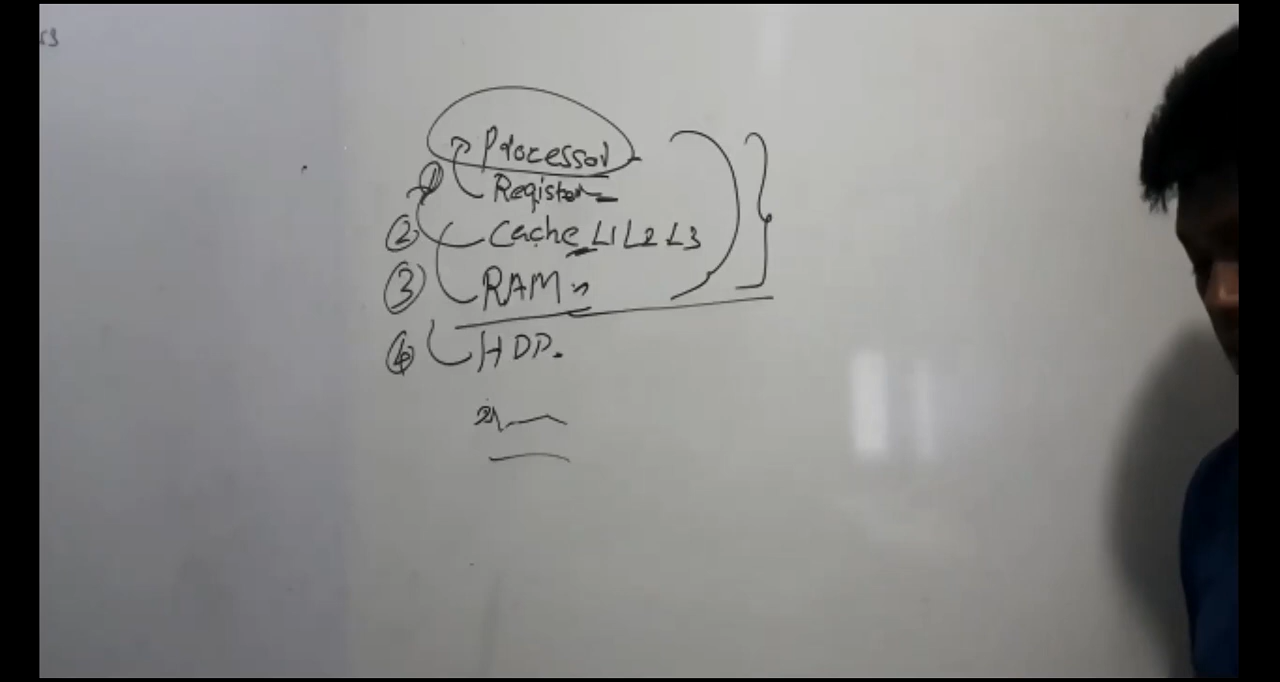 Processor
① Register
② Cache L1 L2 L3
③ RAM
④ HDD.